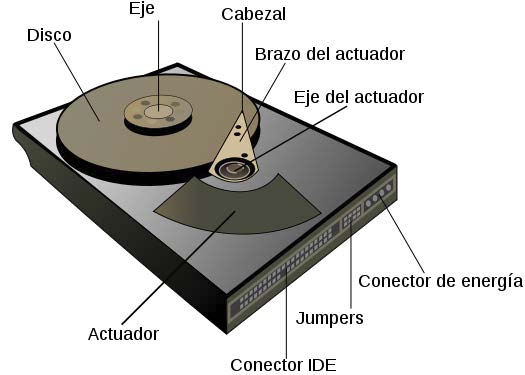 Eje
Cabezal
Disco
Brazo del actuador
Eje del actuador
Conector de energía
Jumpers
Actuador
Conector IDE